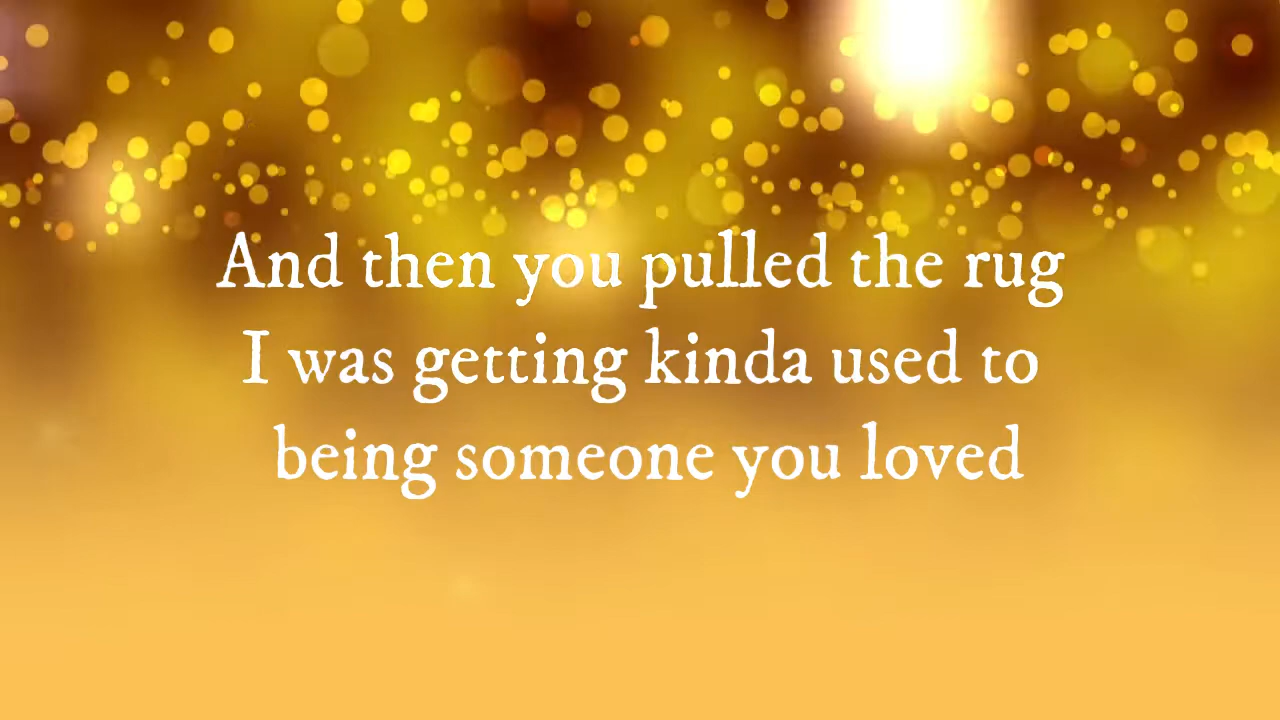 And then you pulled the rug
I was getting kinda used to
being someone you loved